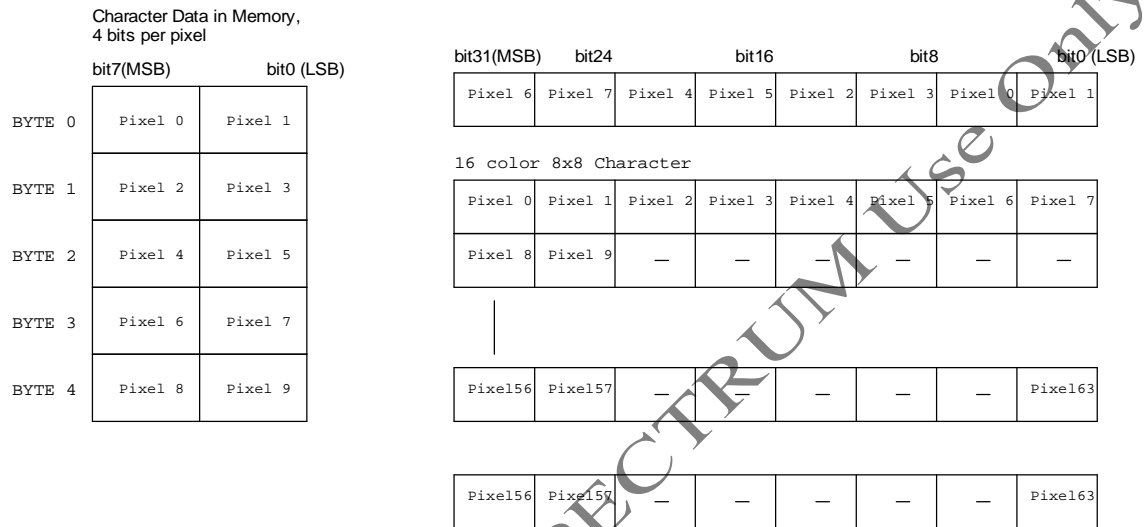 Character Data in Memory,
4 bits per pixel
bit7(MSB) bit0 (LSB)
BYTE 0 Pixel 0 Pixel 1
BYTE 1 Pixel 2 Pixel 3
BYTE 2 Pixel 4 Pixel 5
BYTE 3 Pixel 6 Pixel 7
BYTE 4 Pixel 8 Pixel 9
bit31(MSB) bit24 bit16 bit8 bit0 (LSB)
Pixel 6 Pixel 7 Pixel 4 Pixel 5 Pixel 2 Pixel 3 Pixel 0 Pixel 1
16 color 8x8 Character
Pixel 0 Pixel 1 Pixel 2 Pixel 3 Pixel 4 Pixel 5 Pixel 6 Pixel 7
Pixel 8 Pixel 9 — — — — — —
Pixel56 Pixel57 — — — — — Pixel63
Pixel56 Pixel57 — — — — — Pixel63
ECTRUM Use Only